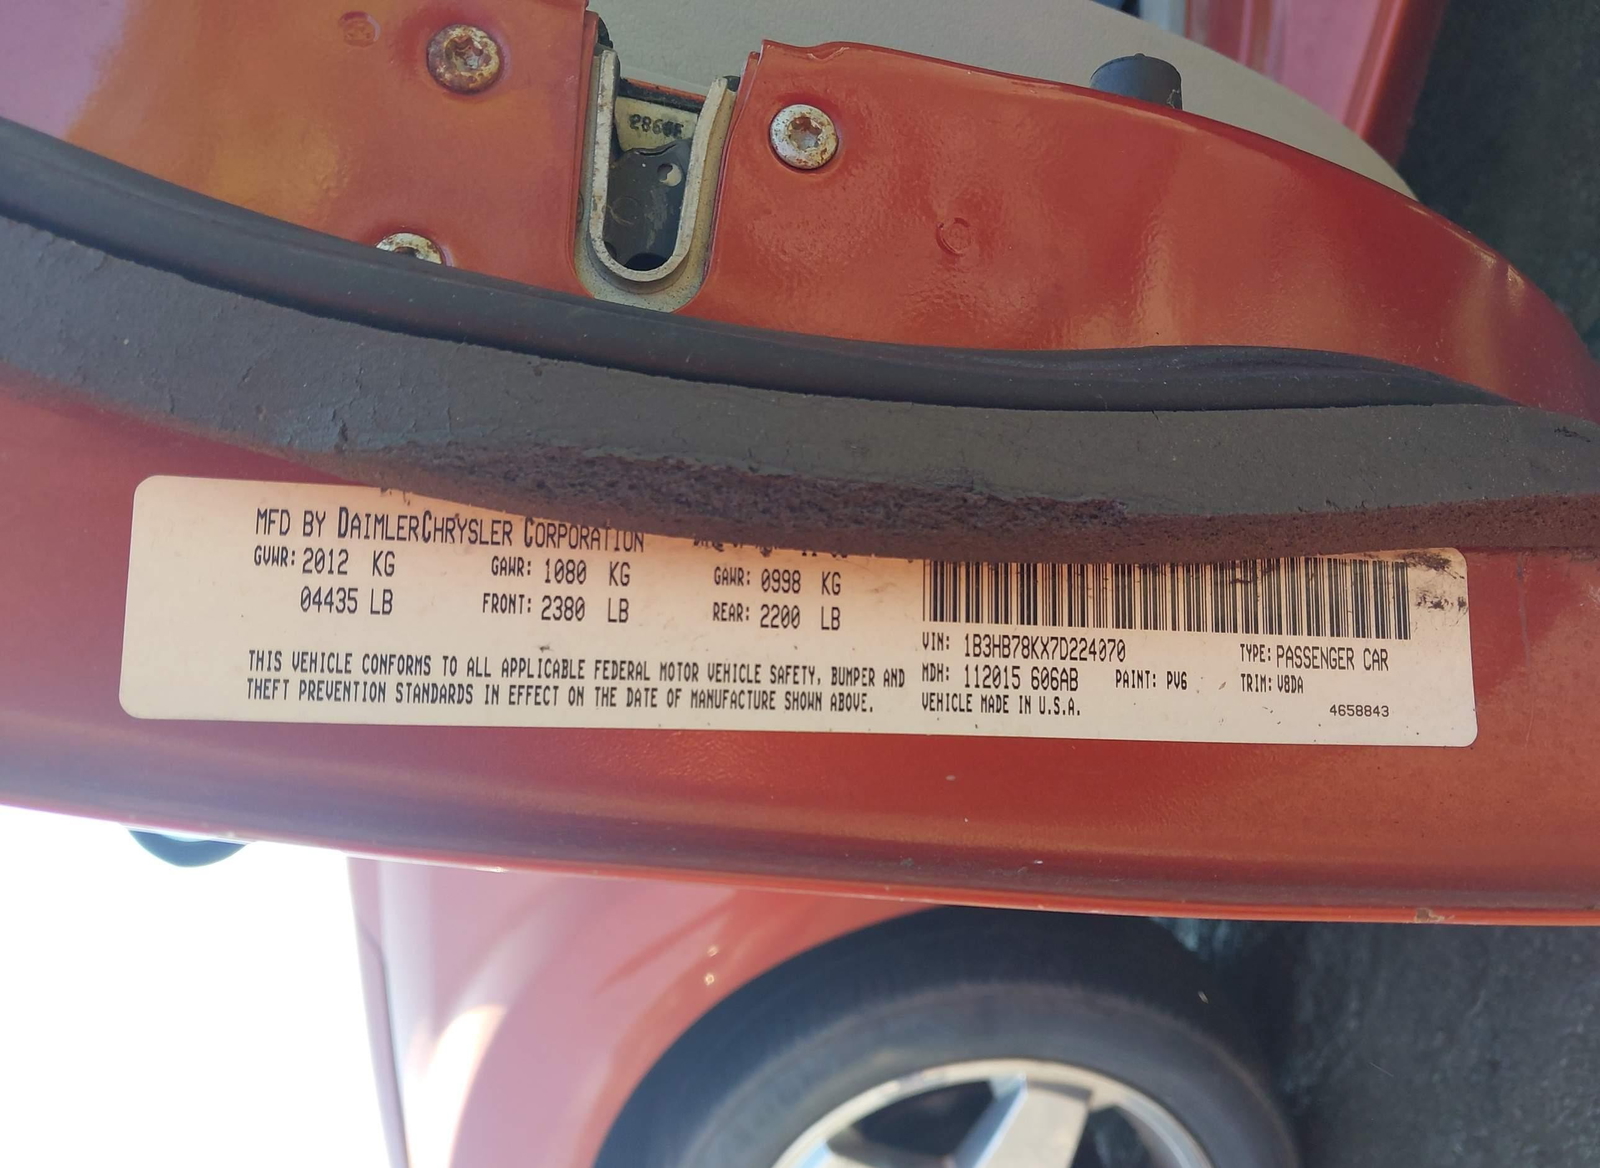 MFD BY DAIMLERCHRYSLER CORPORATION
GVWR: 2012 KG GAWR: 1080 KG GAWR: 0998 KG
04435 LB FRONT: 2380 LB REAR: 2200 LB
THIS VEHICLE CONFORMS TO ALL APPLICABLE FEDERAL MOTOR VEHICLE SAFETY, BUMPER AND
THEFT PREVENTION STANDARDS IN EFFECT ON THE DATE OF MANUFACTURE SHOWN ABOVE.
VIN: 1B3HB78KX7D224070 TYPE: PASSENGER CAR
MDH: 112015 606AB PAINT: PV6 TRIM: V8DA
VEHICLE MADE IN U.S.A. 4658843